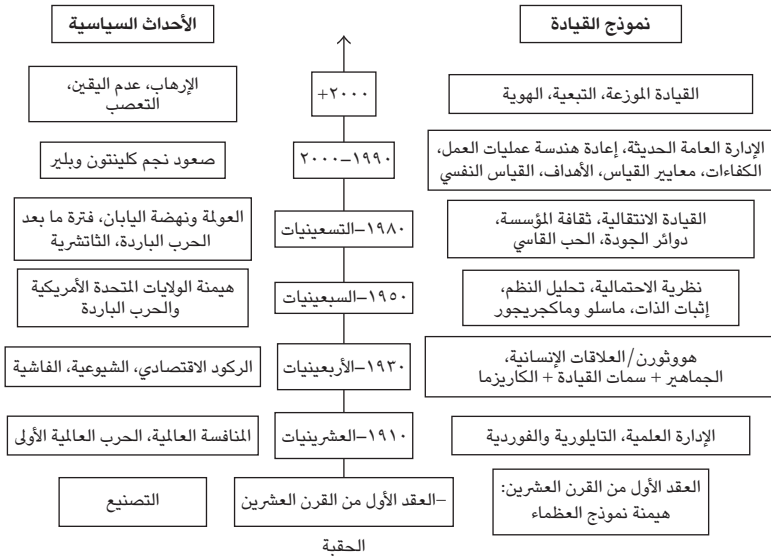 نموذج القيادة
الأحداث السياسية
القيادة الموزعة، التبعية، الهوية
٢٠٠٠+
الإرهاب، عدم اليقين،
التعصب
الإدارة العامة الحديثة، إعادة هندسة عمليات العمل،
الكفاءات، معايير القياس، الأهداف، القياس النفسي
١٩٩٠–٢٠٠٠
صعود نجم كلينتون وبلير
القيادة الانتقالية، ثقافة المؤسسة،
دوائر الجودة، الحب القاسي
١٩٨٠–التسعينيات
العولمة ونهضة اليابان، فترة ما بعد
الحرب الباردة، الثاتشرية
نظرية الاحتمالية، تحليل النظم،
إثبات الذات، ماسلو وماكجريجور
١٩٥٠–السبعينيات
هيمنة الولايات المتحدة الأمريكية
والحرب الباردة
هووثورن/العلاقات الإنسانية،
الجماهير + سمات القيادة + الكاريزما
١٩٣٠–الأربعينيات
الركود الاقتصادي، الشيوعية، الفاشية
الإدارة العلمية، التايلورية والفوردية
١٩١٠–العشرينيات
المنافسة العالمية، الحرب العالمية الأولى
العقد الأول من القرن العشرين:
هيمنة نموذج العظماء
–العقد الأول من القرن العشرين
التصنيع
الحقبة